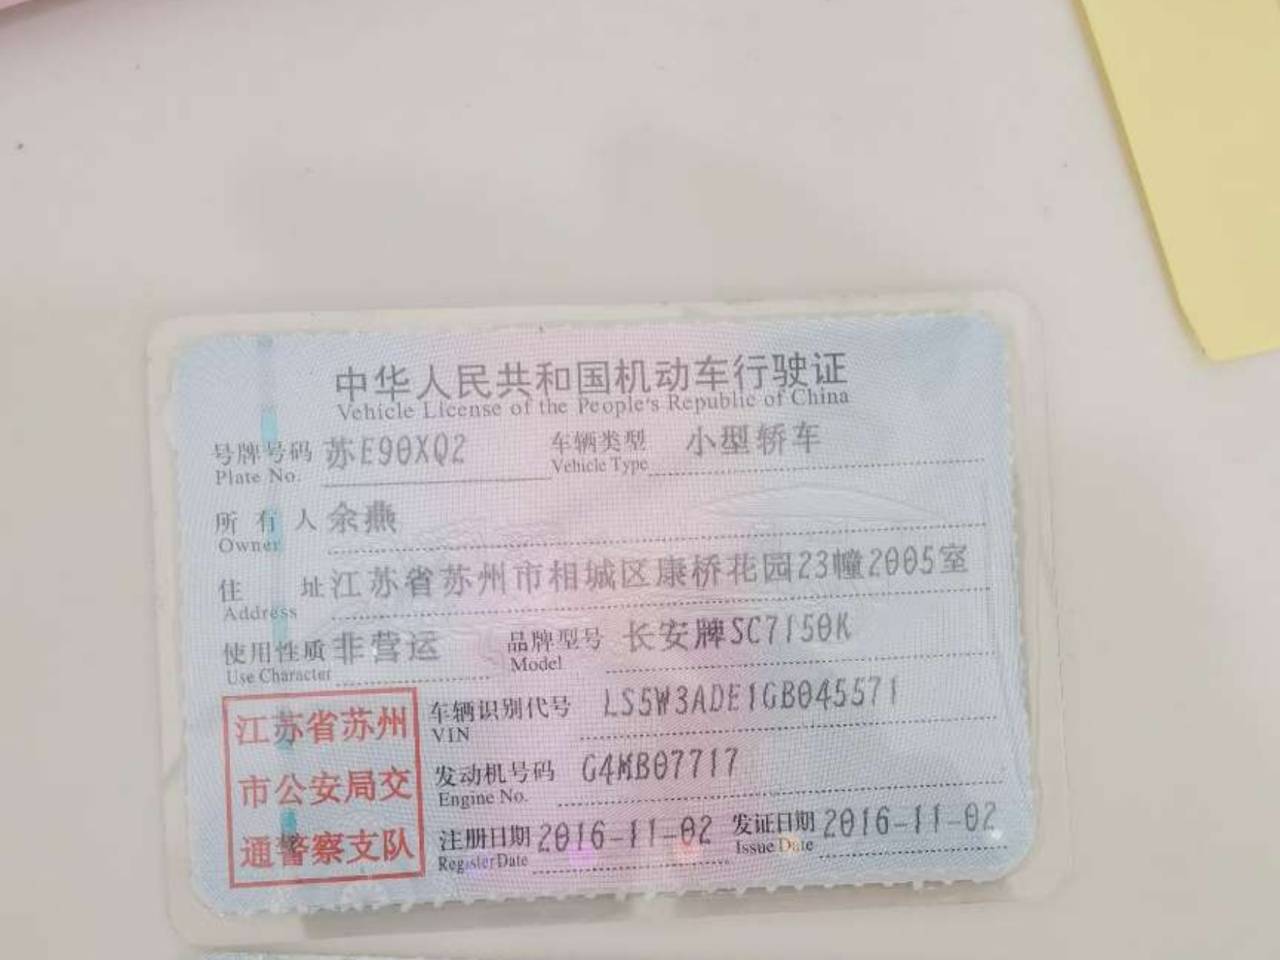 中华人民共和国机动车行驶证
Vehicle License of the People's Republic of China
号牌号码 苏E90XQ2 车辆类型 小型轿车
Plate No. Vehicle Type
所有人 余燕
Owner
住址 江苏省苏州市相城区康桥花园23幢2005室
Address
使用性质 非营运 品牌型号 长安牌SC7150K
Use Character Model
江苏省苏州
市公安局交
通警察支队
车辆识别代号 LS5W3ADE1GB045571
VIN
发动机号码 G4MB07717
Engine No.
注册日期 2016-11-02 发证日期 2016-11-02
Register Date Issue Date